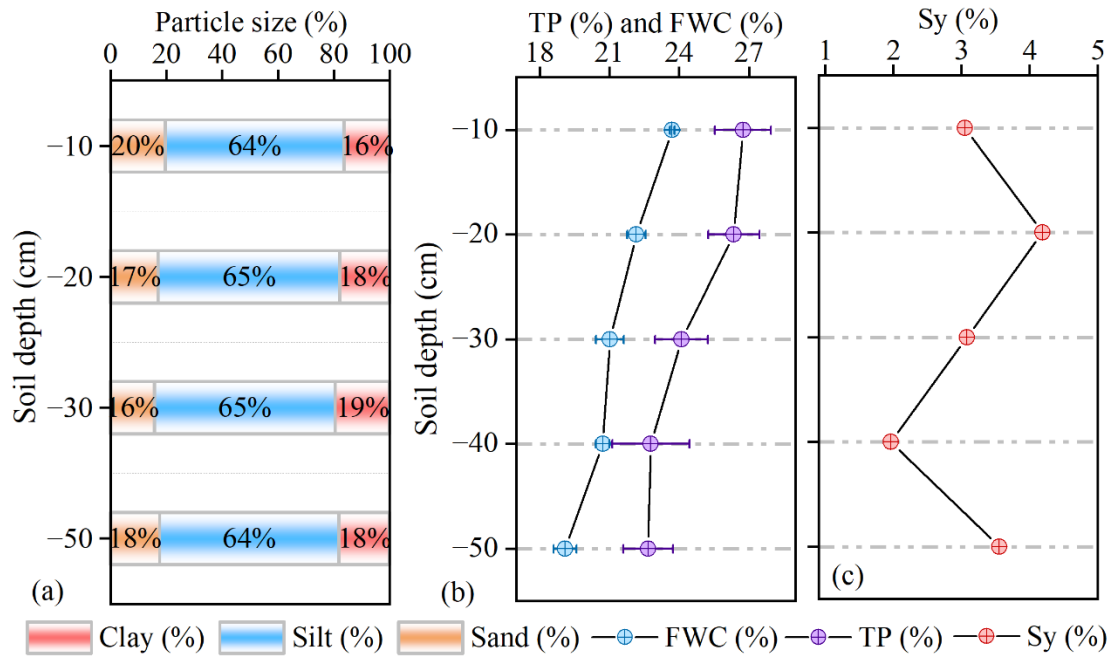 Particle size (%)
0 20 40 60 80 100
Soil depth (cm)
−10
20% 64% 16%
−20
17% 65% 18%
−30
16% 65% 19%
−50
18% 64% 18%
(a)
TP (%) and FWC (%)
18 21 24 27
Soil depth (cm)
−10
−20
−30
−40
−50
(b)
Sy (%)
1 2 3 4 5
(c)
Clay (%) Silt (%) Sand (%) FWC (%) TP (%) Sy (%)